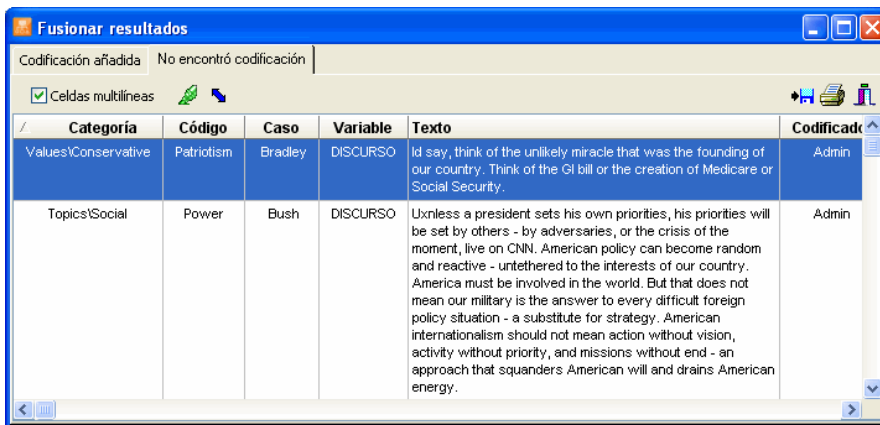 Fusionar resultados
Codificación añadida No encontró codificación
Celdas multilíneas
Categoría Código Caso Variable Texto Codificado
Values\Conservative Patriotism Bradley DISCURSO Id say, think of the unlikely miracle that was the founding of
our country. Think of the GI bill or the creation of Medicare or
Social Security.
Admin
Topics\Social Power Bush DISCURSO Uxnless a president sets his own priorities, his priorities will
be set by others - by adversaries, or the crisis of the
moment, live on CNN. American policy can become random
and reactive - untethered to the interests of our country.
America must be involved in the world. But that does not
mean our military is the answer to every difficult foreign
policy situation - a substitute for strategy. American
internationalism should not mean action without vision,
activity without priority, and missions without end - an
approach that squanders American will and drains American
energy.
Admin